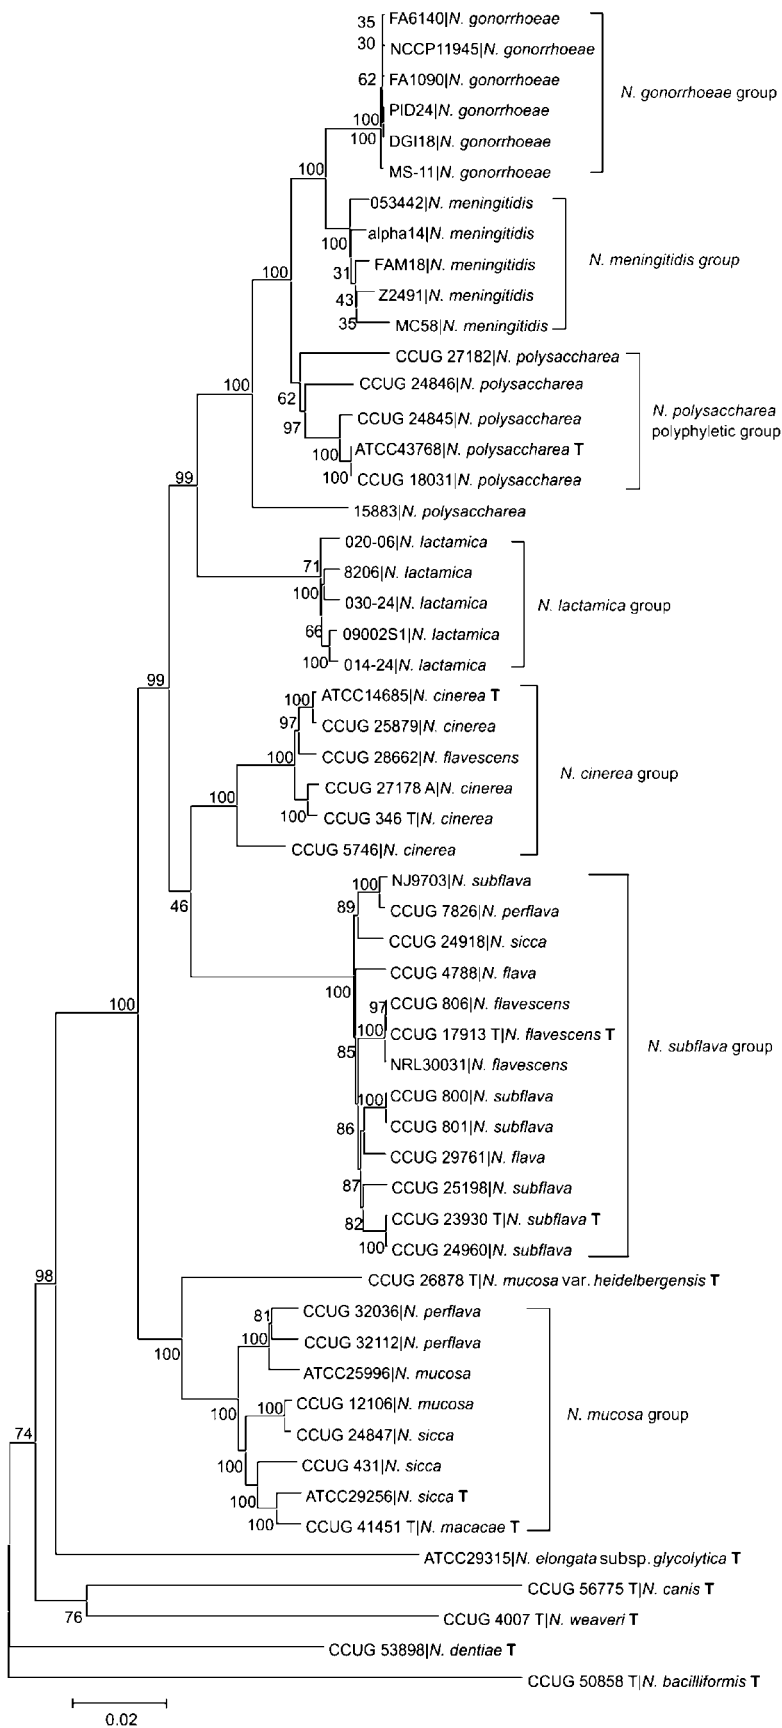 35
FA6140|N. gonorrhoeae
30
NCCP11945|N. gonorrhoeae
62
FA1090|N. gonorrhoeae
N. gonorrhoeae group
PID24|N. gonorrhoeae
100
100
DGI18|N. gonorrhoeae
100
MS-11|N. gonorrhoeae
053442|N. meningitidis
100
alpha14|N. meningitidis
100
31
FAM18|N. meningitidis
N. meningitidis group
43
Z2491|N. meningitidis
35
MC58|N. meningitidis
CCUG 27182|N. polysaccharea
100
CCUG 24846|N. polysaccharea
62
97
CCUG 24845|N. polysaccharea
N. polysaccharea
polyphyletic group
100
ATCC43768|N. polysaccharea T
99
CCUG 18031|N. polysaccharea
15883|N. polysaccharea
020-06|N. lactamica
71
8206|N. lactamica
100
030-24|N. lactamica
N. lactamica group
66
09002S1|N. lactamica
100
014-24|N. lactamica
99
100
ATCC14685|N. cinerea T
97
CCUG 25879|N. cinerea
100
CCUG 28662|N. flavescens
N. cinerea group
100
CCUG 27178 A|N. cinerea
100
CCUG 346 T|N. cinerea
CCUG 5746|N. cinerea
46
100
NJ9703|N. subflava
89
CCUG 7826|N. perflava
CCUG 24918|N. sicca
100
CCUG 4788|N. flava
100
97
CCUG 806|N. flavescens
100
CCUG 17913 T|N. flavescens T
85
NRL30031|N. flavescens
N. subflava group
100
CCUG 800|N. subflava
86
CCUG 801|N. subflava
CCUG 29761|N. flava
87
CCUG 25198|N. subflava
82
CCUG 23930 T|N. subflava T
100
CCUG 24960|N. subflava
98
CCUG 26878 T|N. mucosa var. heidelbergensis T
81
CCUG 32036|N. perflava
100
100
CCUG 32112|N. perflava
ATCC25996|N. mucosa
100
100
CCUG 12106|N. mucosa
N. mucosa group
74
CCUG 24847|N. sicca
100
CCUG 431|N. sicca
100
ATCC29256|N. sicca T
100
CCUG 41451 T|N. macacae T
ATCC29315|N. elongata subsp. glycolytica T
CCUG 56775 T|N. canis T
76
CCUG 4007 T|N. weaveri T
CCUG 53898|N. dentiae T
CCUG 50858 T|N. bacilliformis T
0.02